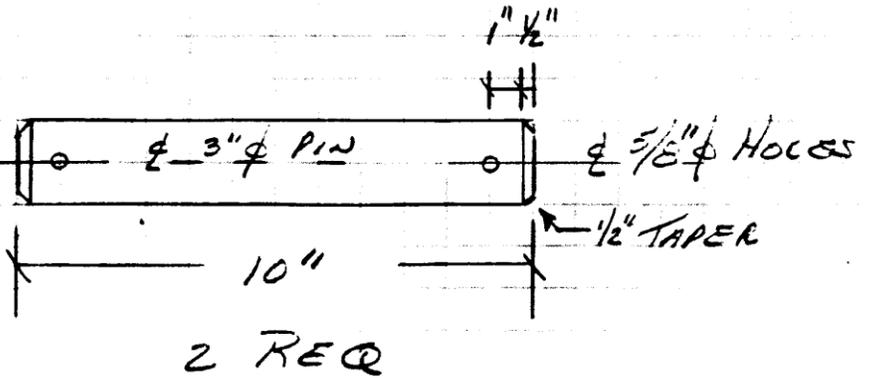 1" ½"
℄ 3"⌀ PIN
℄ 5/8"⌀ HOLES
1/2" TAPER
10"
2 REQ